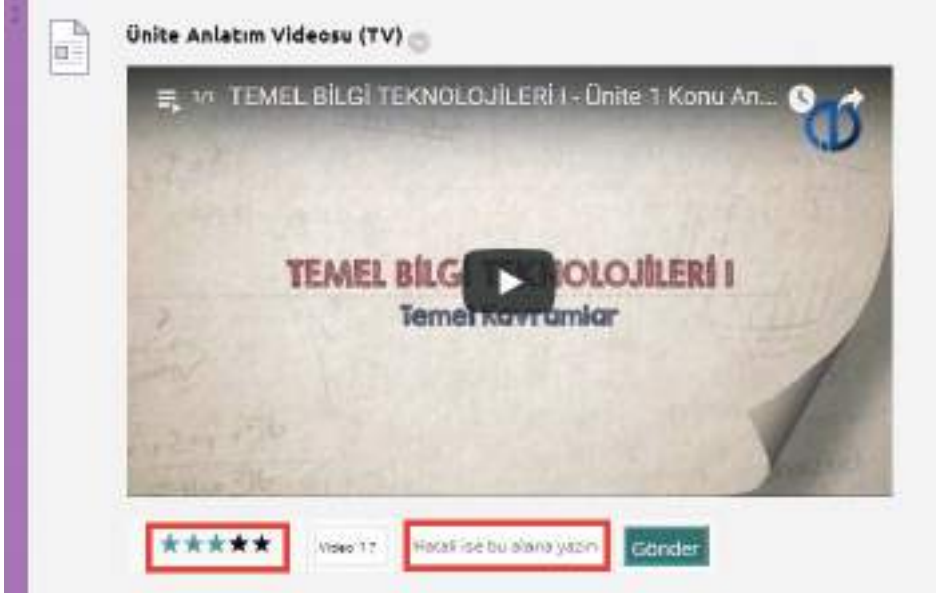 Ünite Anlatım Videosu (TV)
1/1 TEMEL BİLGİ TEKNOLOJİLERİ I - Ünite 1 Konu An...
TEMEL BİLGİ TEKNOLOJİLERİ I
Temel Kavramlar
Video 17 Hatalı ise bu alana yazın Gönder